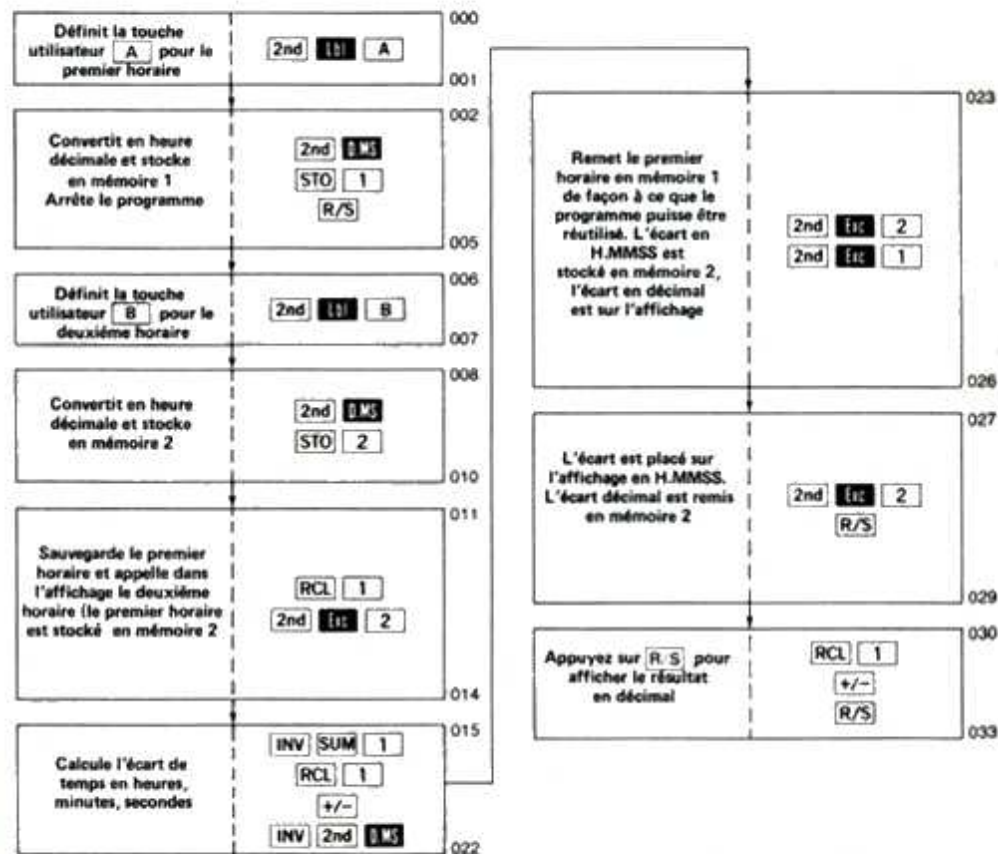 000
Définit la touche
utilisateur A pour le
premier horaire
2nd Lbl A
001
002
Convertit en heure
décimale et stocke
en mémoire 1
Arrête le programme
2nd D.MS
STO 1
R/S
005
006
Définit la touche
utilisateur B pour le
deuxiéme horaire
2nd Lbl B
007
008
Convertit en heure
décimale et stocke
en mémoire 2
2nd D.MS
STO 2
010
011
Sauvegarde le premier
horaire et appelle dans
l'affichage le deuxiéme
horaire (le premier horaire
est stocké en mémoire 2
RCL 1
2nd Exc 2
014
015
Calcule l'écart de
temps en heures,
minutes, secondes
INV SUM 1
RCL 1
+/-
INV 2nd D.MS
022
023
Remet le premier
horaire en mémoire 1
de façon à ce que le
programme puisse être
réutilisé. L'écart en
H.MMSS est
stocké en mémoire 2,
l'écart en décimal
est sur l'affichage
2nd Exc 2
2nd Exc 1
026
027
L'écart est placé sur
l'affichage en H.MMSS.
L'écart décimal est remis
en mémoire 2
2nd Exc 2
R/S
029
030
Appuyez sur R/S pour
afficher le résultat
en décimal
RCL 1
+/-
R/S
033